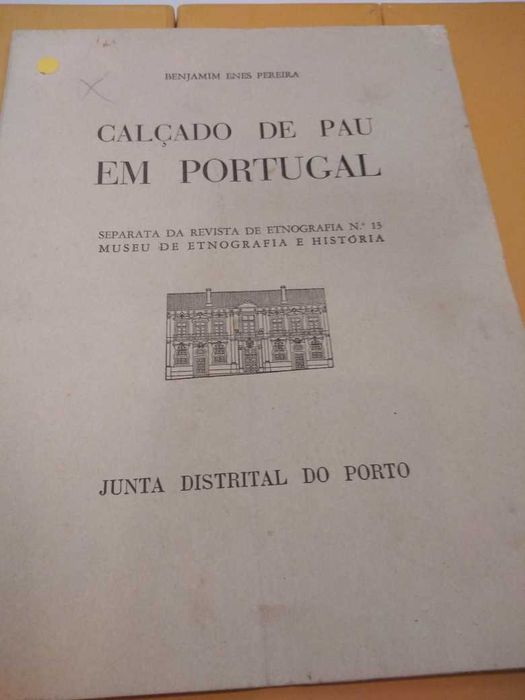 BENJAMIM ENES PEREIRA
CALÇADO DE PAU
EM PORTUGAL
SEPARATA DA REVISTA DE ETNOGRAFIA N.º 15
MUSEU DE ETNOGRAFIA E HISTÓRIA
JUNTA DISTRITAL DO PORTO